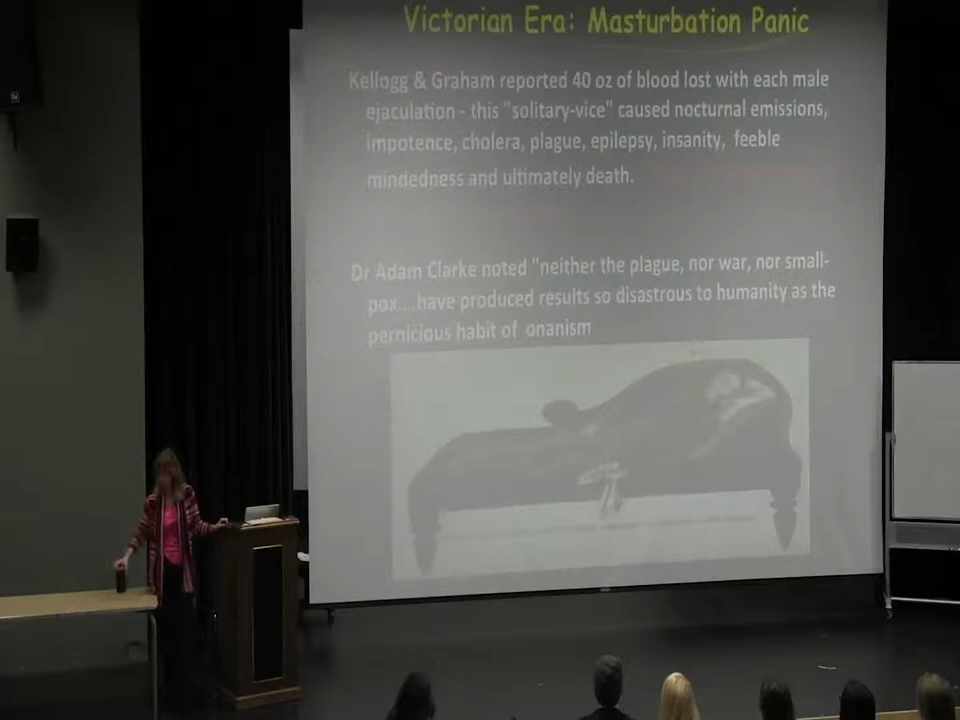 Victorian Era: Masturbation Panic
Kellogg & Graham reported 40 oz of blood lost with each male
ejaculation - this "solitary-vice" caused nocturnal emissions,
impotence, cholera, plague, epilepsy, insanity, feeble
mindedness and ultimately death.
Dr Adam Clarke noted "neither the plague, nor war, nor small-
pox....have produced results so disastrous to humanity as the
pernicious habit of onanism